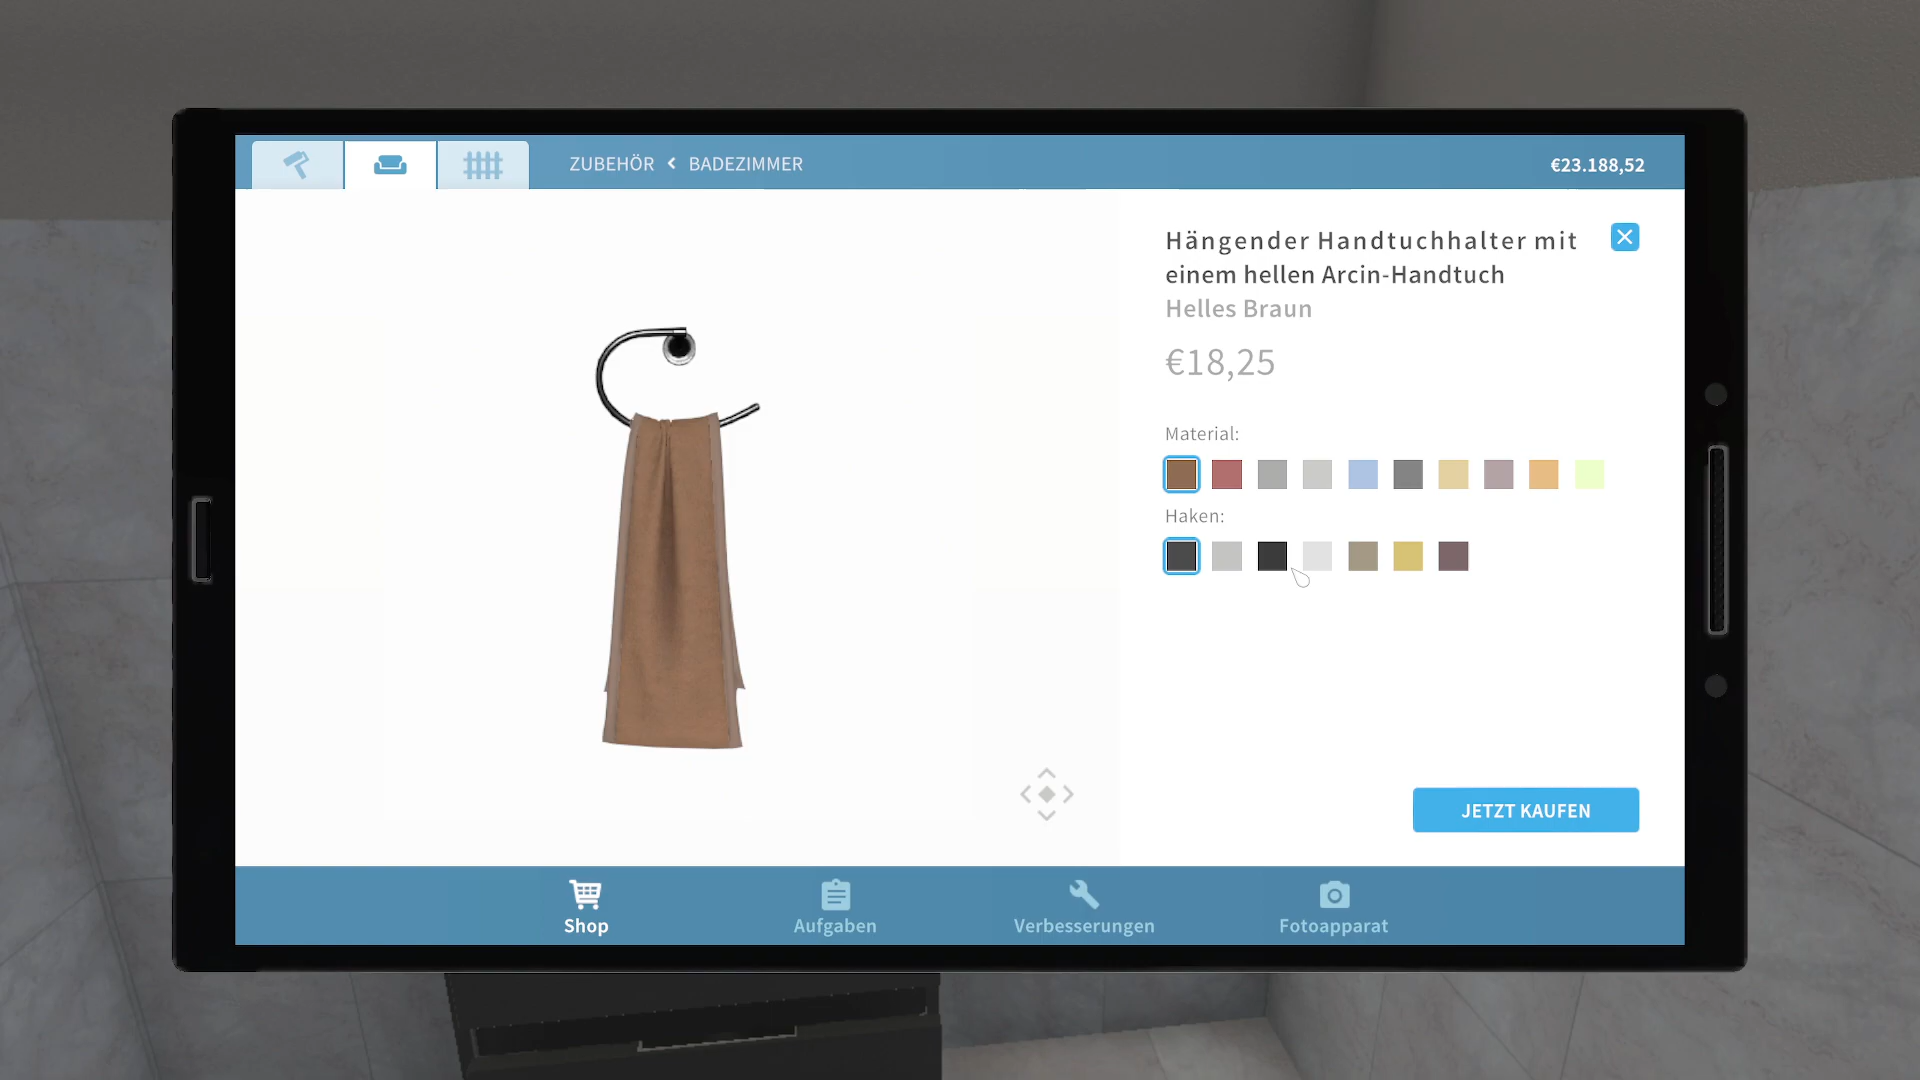 ZUBEHÖR < BADEZIMMER
€23.188,52
Hängender Handtuchhalter mit
einem hellen Arcin-Handtuch
Helles Braun
€18,25
Material:
Haken:
JETZT KAUFEN
Shop
Aufgaben
Verbesserungen
Fotoapparat